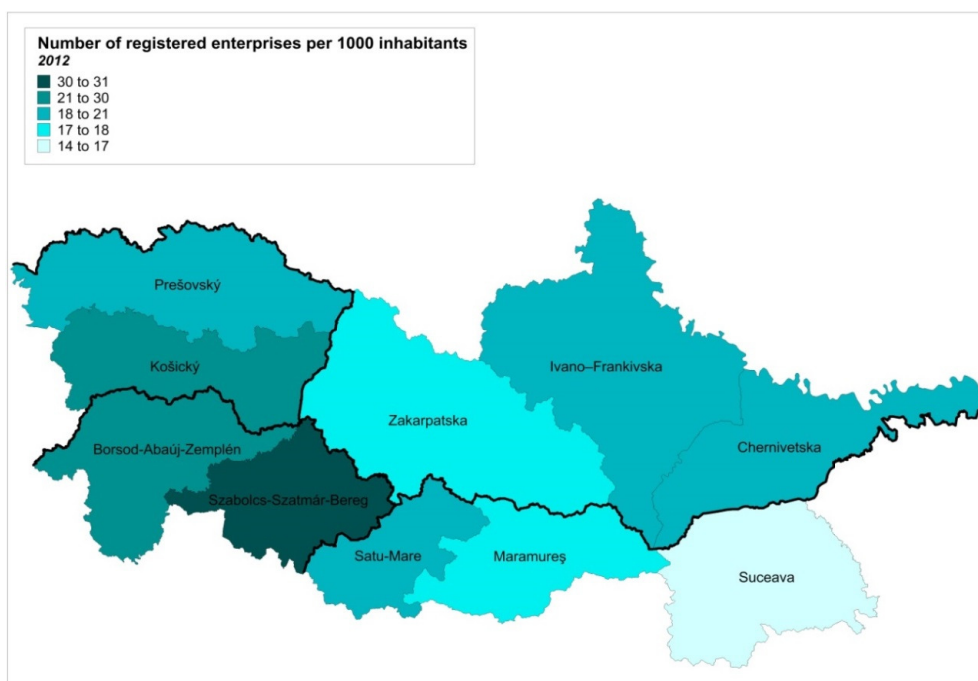 Number of registered enterprises per 1000 inhabitants
2012
30 to 31
21 to 30
18 to 21
17 to 18
14 to 17
Prešovský
Košický
Ivano–Frankivska
Zakarpatska
Borsod-Abaúj-Zemplén
Chernivetska
Szabolcs-Szatmár-Bereg
Satu-Mare
Maramureş
Suceava